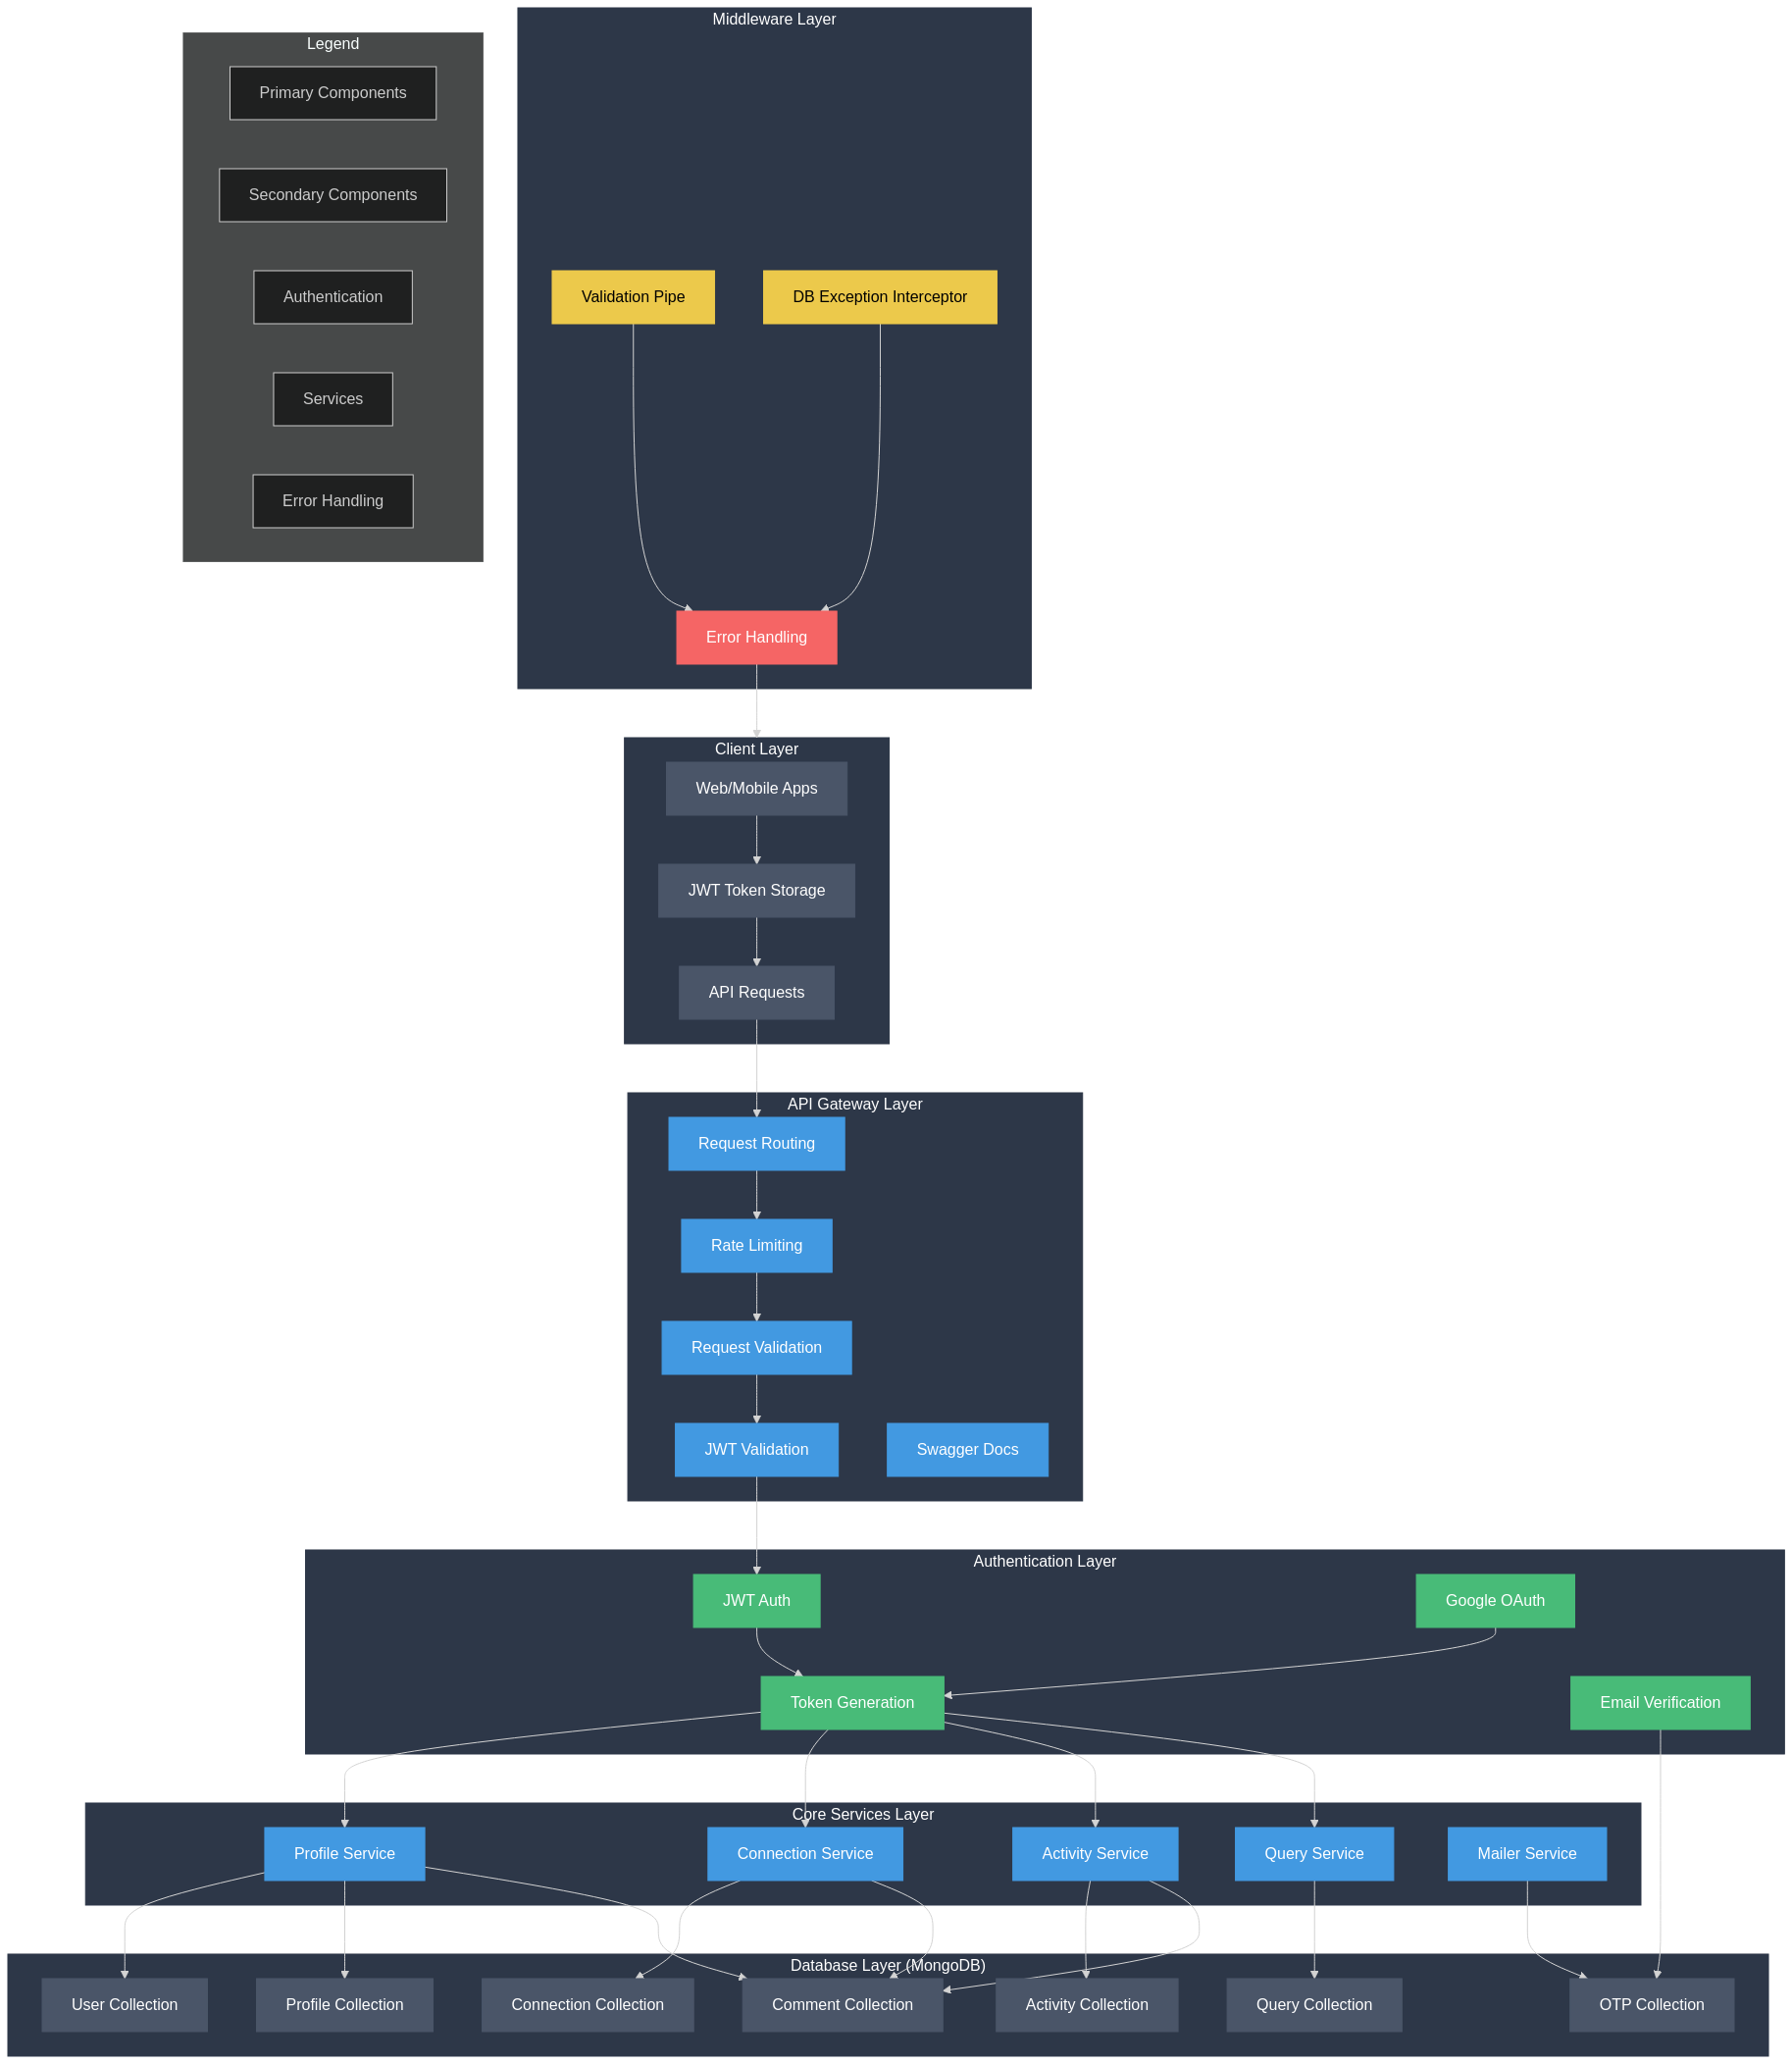 Legend
Primary Components
Secondary Components
Authentication
Services
Error Handling
Middleware Layer
Validation Pipe
DB Exception Interceptor
Error Handling
Client Layer
Web/Mobile Apps
JWT Token Storage
API Requests
API Gateway Layer
Request Routing
Rate Limiting
Request Validation
JWT Validation
Swagger Docs
Authentication Layer
JWT Auth
Google OAuth
Token Generation
Email Verification
Core Services Layer
Profile Service
Connection Service
Activity Service
Query Service
Mailer Service
Database Layer (MongoDB)
User Collection
Profile Collection
Connection Collection
Comment Collection
Activity Collection
Query Collection
OTP Collection